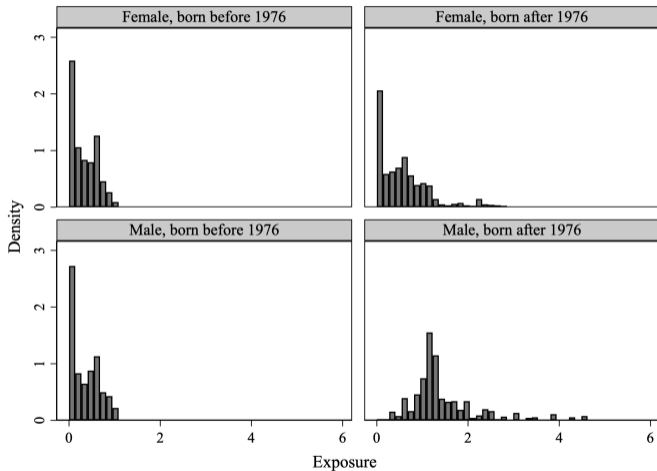 Female, born before 1976
Female, born after 1976
3
2
1
0
Male, born before 1976
Male, born after 1976
3
2
1
0
0 2 4 6
0 2 4 6
Density
Exposure